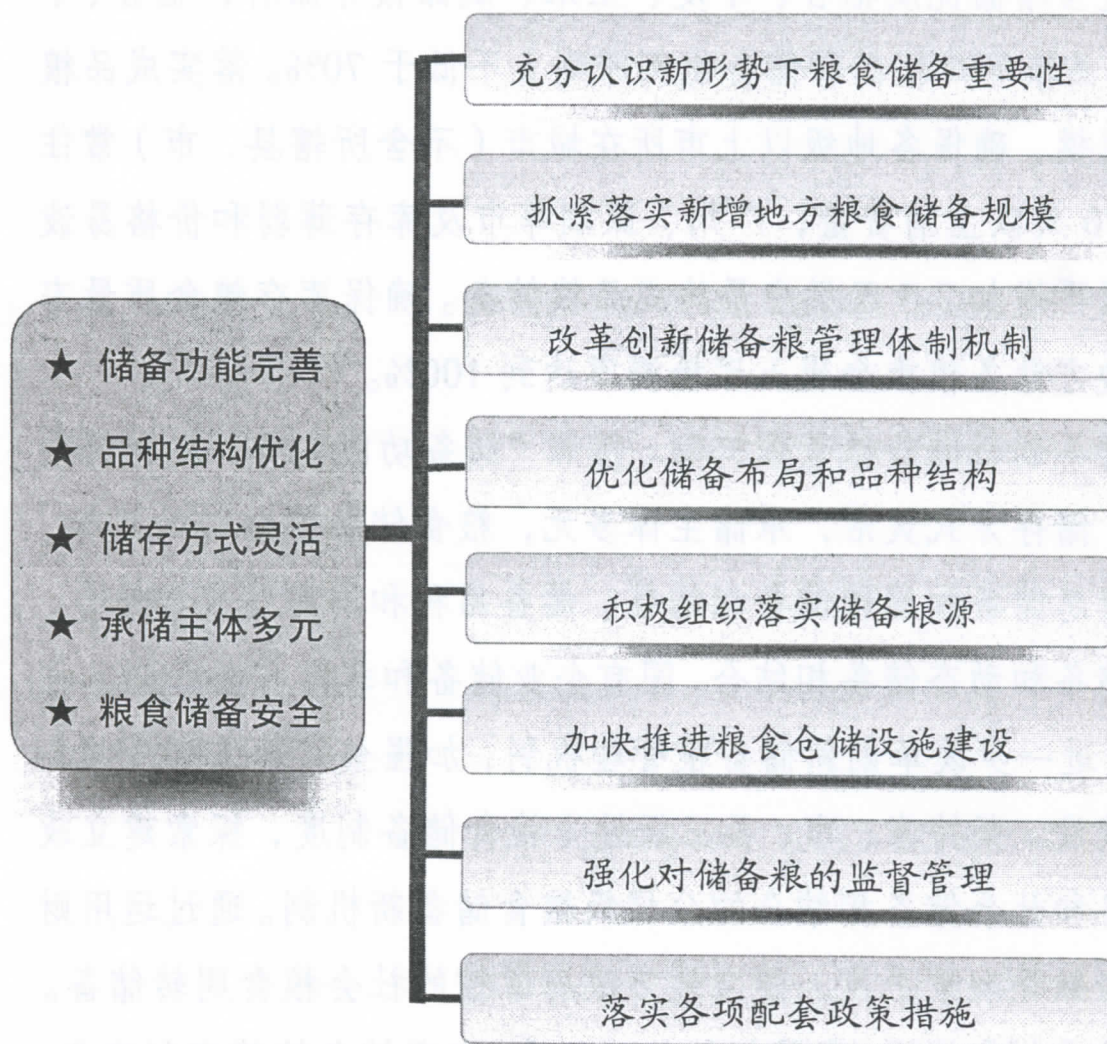 ★ 储备功能完善
★ 品种结构优化
★ 储存方式灵活
★ 承储主体多元
★ 粮食储备安全
充分认识新形势下粮食储备重要性
抓紧落实新增地方粮食储备规模
改革创新储备粮管理体制机制
优化储备布局和品种结构
积极组织落实储备粮源
加快推进粮食仓储设施建设
强化对储备粮的监督管理
落实各项配套政策措施